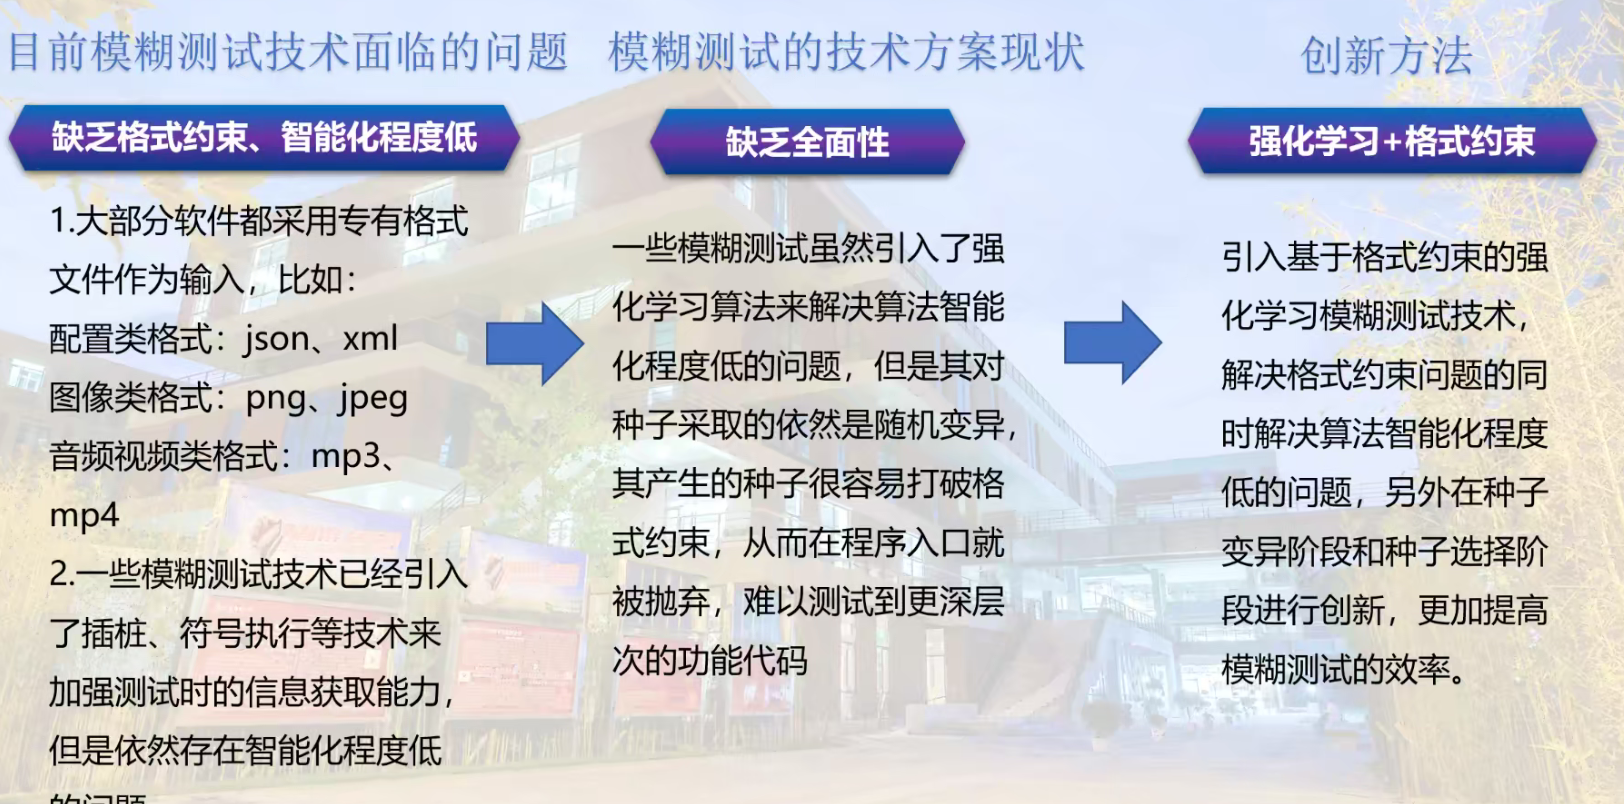 目前模糊测试技术面临的问题
缺乏格式约束、智能化程度低
1.大部分软件都采用专有格式
文件作为输入，比如：
配置类格式：json、xml
图像类格式：png、jpeg
音频视频类格式：mp3、
mp4
2.一些模糊测试技术已经引入
了插桩、符号执行等技术来
加强测试时的信息获取能力，
但是依然存在智能化程度低
的问题
模糊测试的技术方案现状
缺乏全面性
一些模糊测试虽然引入了强
化学习算法来解决算法智能
化程度低的问题，但是其对
种子采取的依然是随机变异，
其产生的种子很容易打破格
式约束，从而在程序入口就
被抛弃，难以测试到更深层
次的功能代码
创新方法
强化学习+格式约束
引入基于格式约束的强
化学习模糊测试技术，
解决格式约束问题的同
时解决算法智能化程度
低的问题，另外在种子
变异阶段和种子选择阶
段进行创新，更加提高
模糊测试的效率。